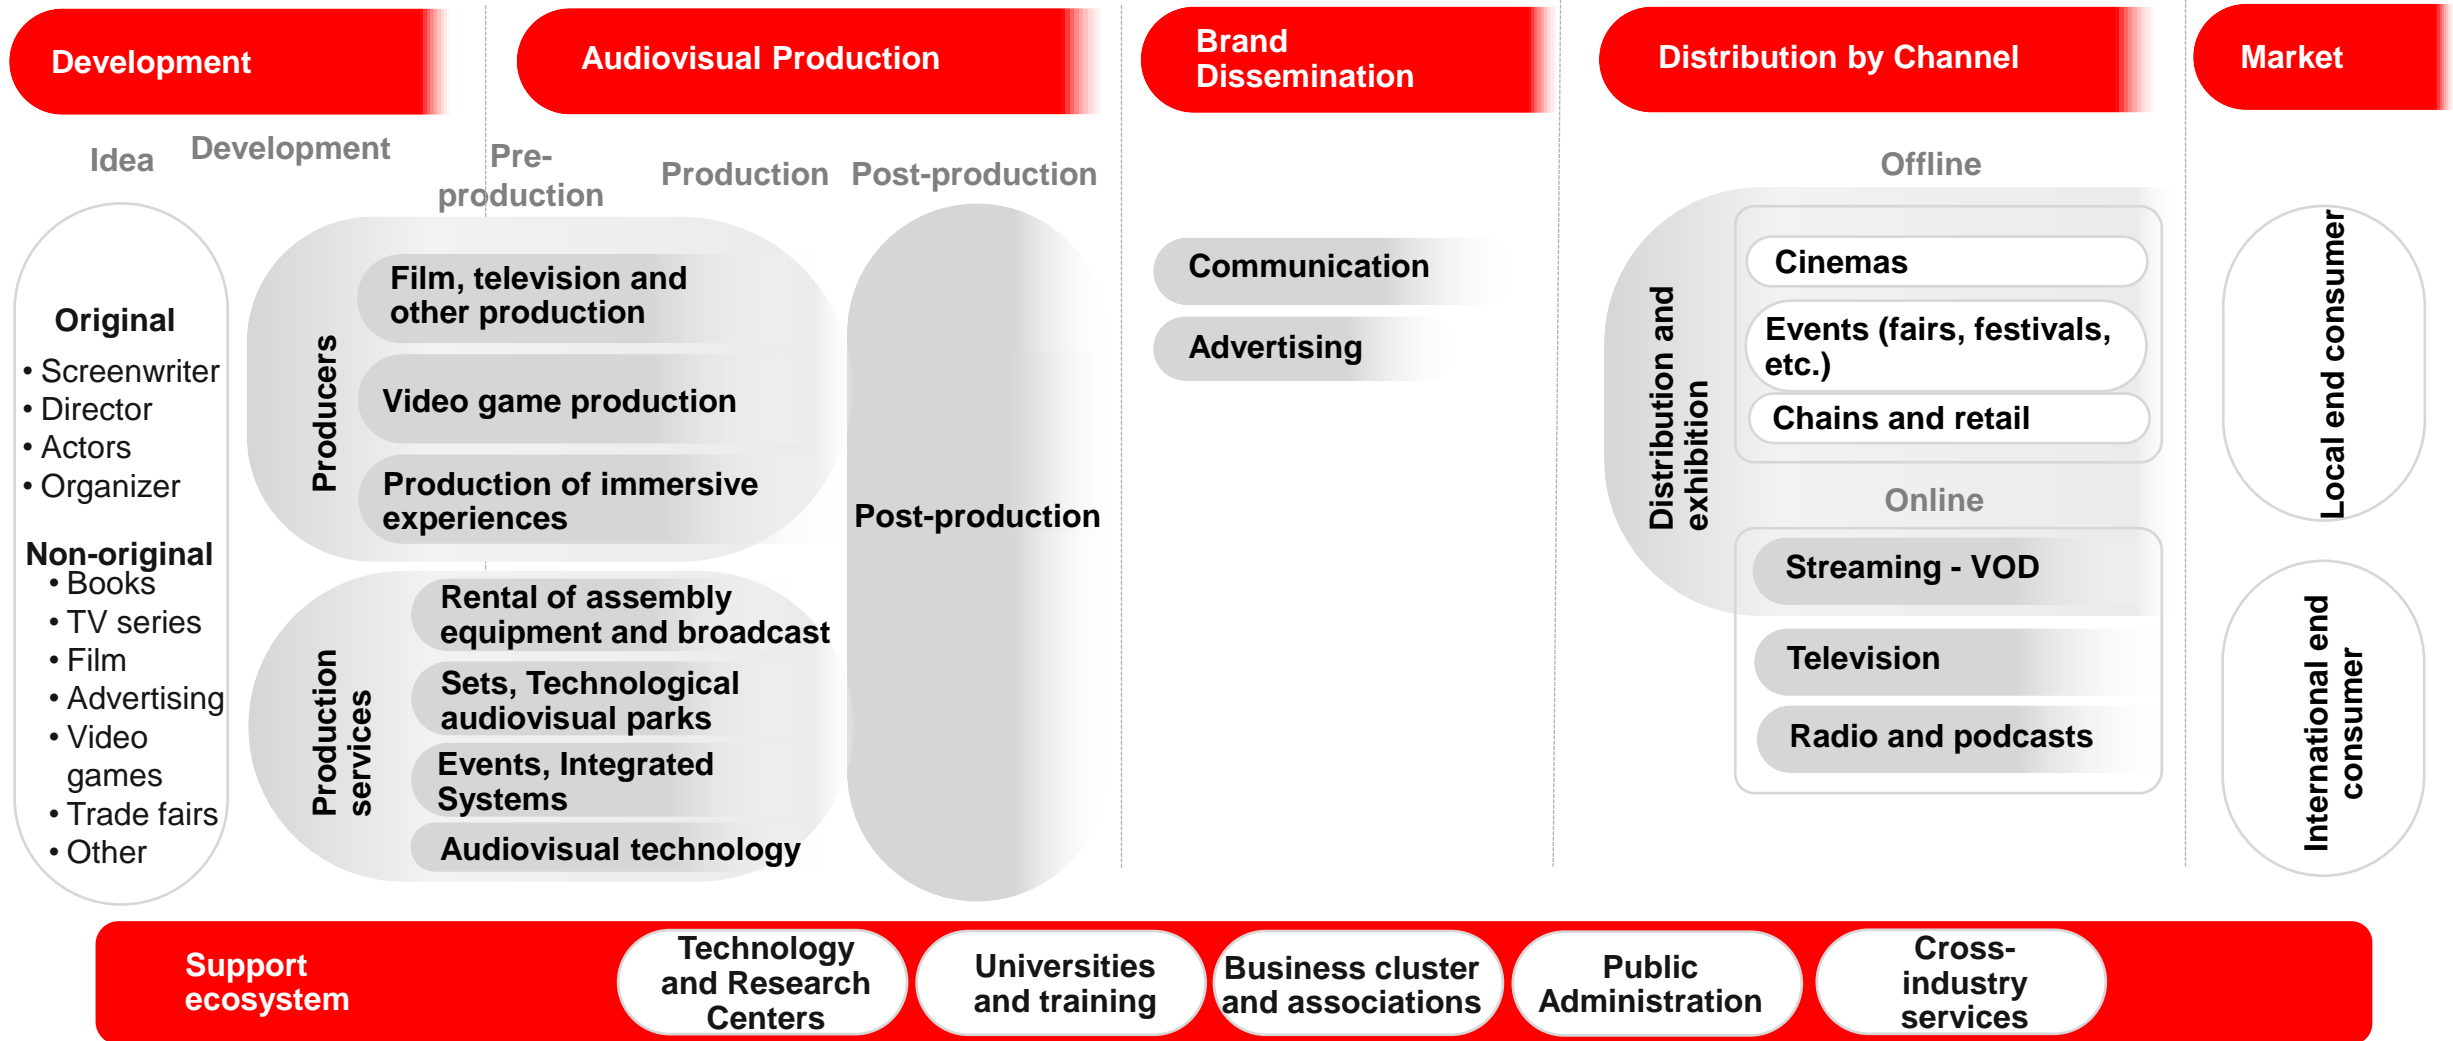 Development
Audiovisual Production
Brand
Dissemination
Distribution by Channel
Market
Idea
Development
Pre-
production
Production
Post-production
Offline
Original
• Screenwriter
• Director
• Actors
• Organizer
Non-original
• Books
• TV series
• Film
• Advertising
• Video
games
• Trade fairs
• Other
Producers
Film, television and
other production
Video game production
Production of immersive
experiences
Production
services
Rental of assembly
equipment and broadcast
Sets, Technological
audiovisual parks
Events, Integrated
Systems
Audiovisual technology
Post-production
Communication
Advertising
Distribution and
exhibition
Cinemas
Events (fairs, festivals,
etc.)
Chains and retail
Online
Streaming - VOD
Television
Radio and podcasts
Local end consumer
International end
consumer
Support
ecosystem
Technology
and Research
Centers
Universities
and training
Business cluster
and associations
Public
Administration
Cross-
industry
services